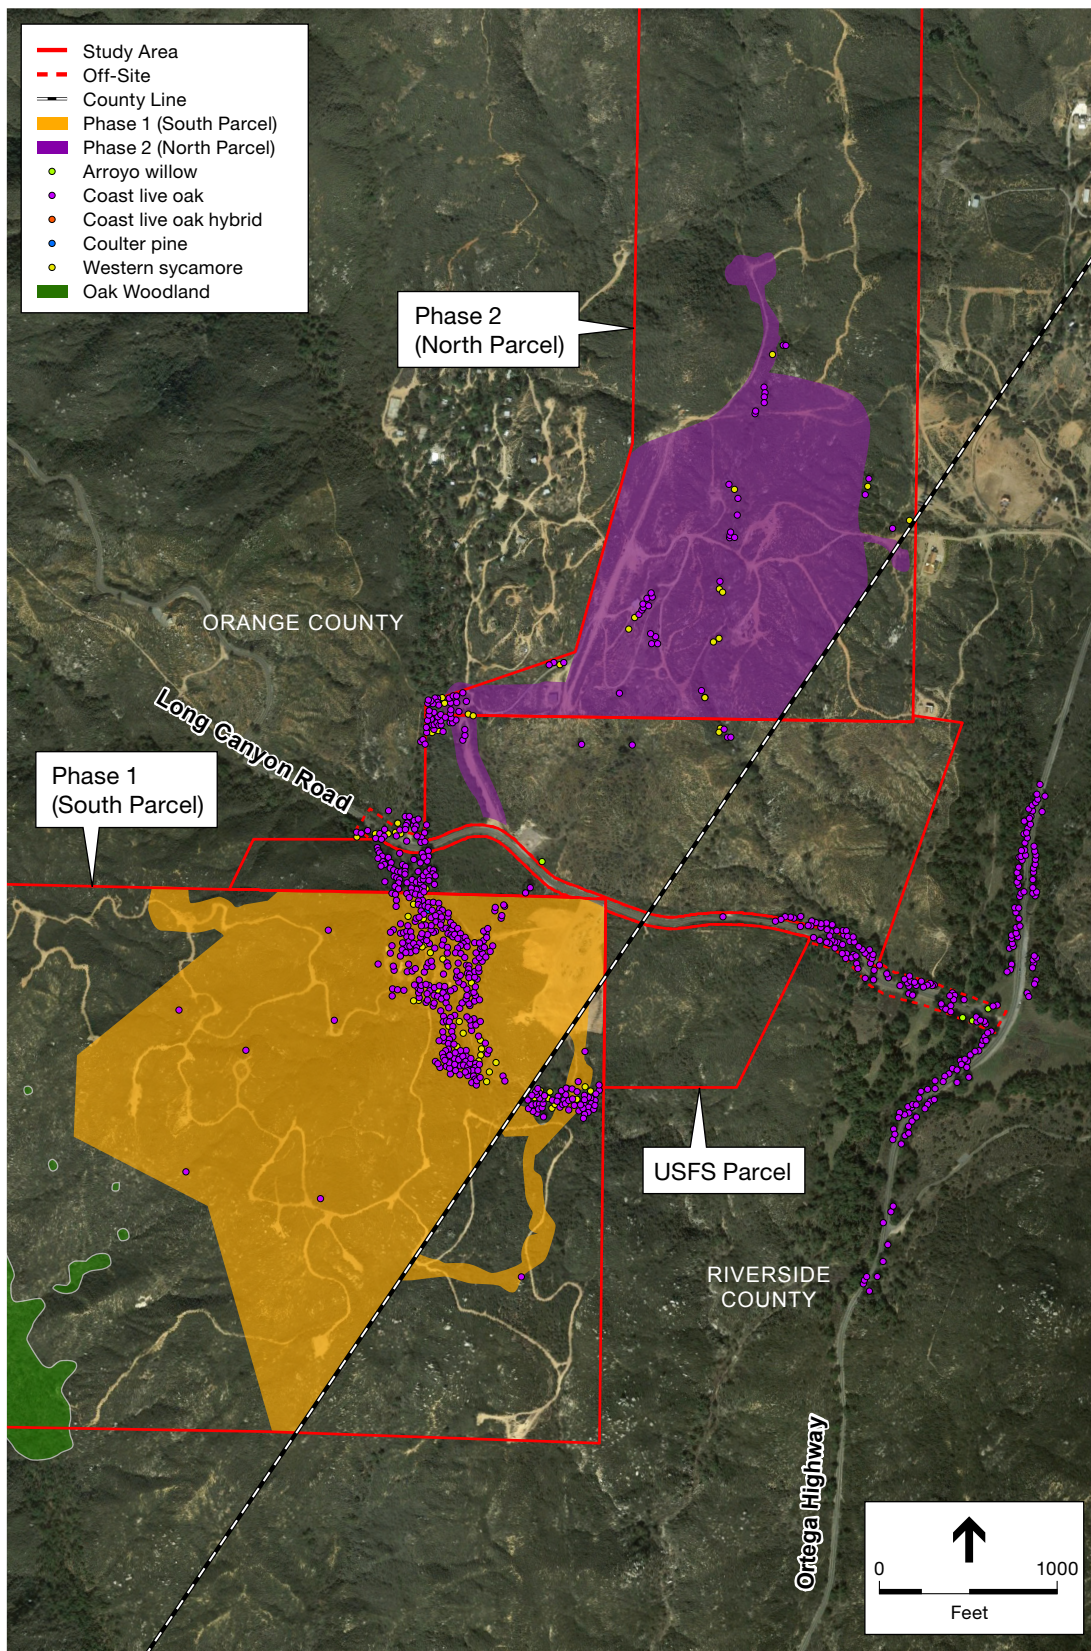 Study Area
Off-Site
County Line
Phase 1 (South Parcel)
Phase 2 (North Parcel)
Arroyo willow
Coast live oak
Coast live oak hybrid
Coulter pine
Western sycamore
Oak Woodland
Phase 2
(North Parcel)
ORANGE COUNTY
Long Canyon Road
Phase 1
(South Parcel)
USFS Parcel
RIVERSIDE
COUNTY
Ortega Highway
0 1000
Feet